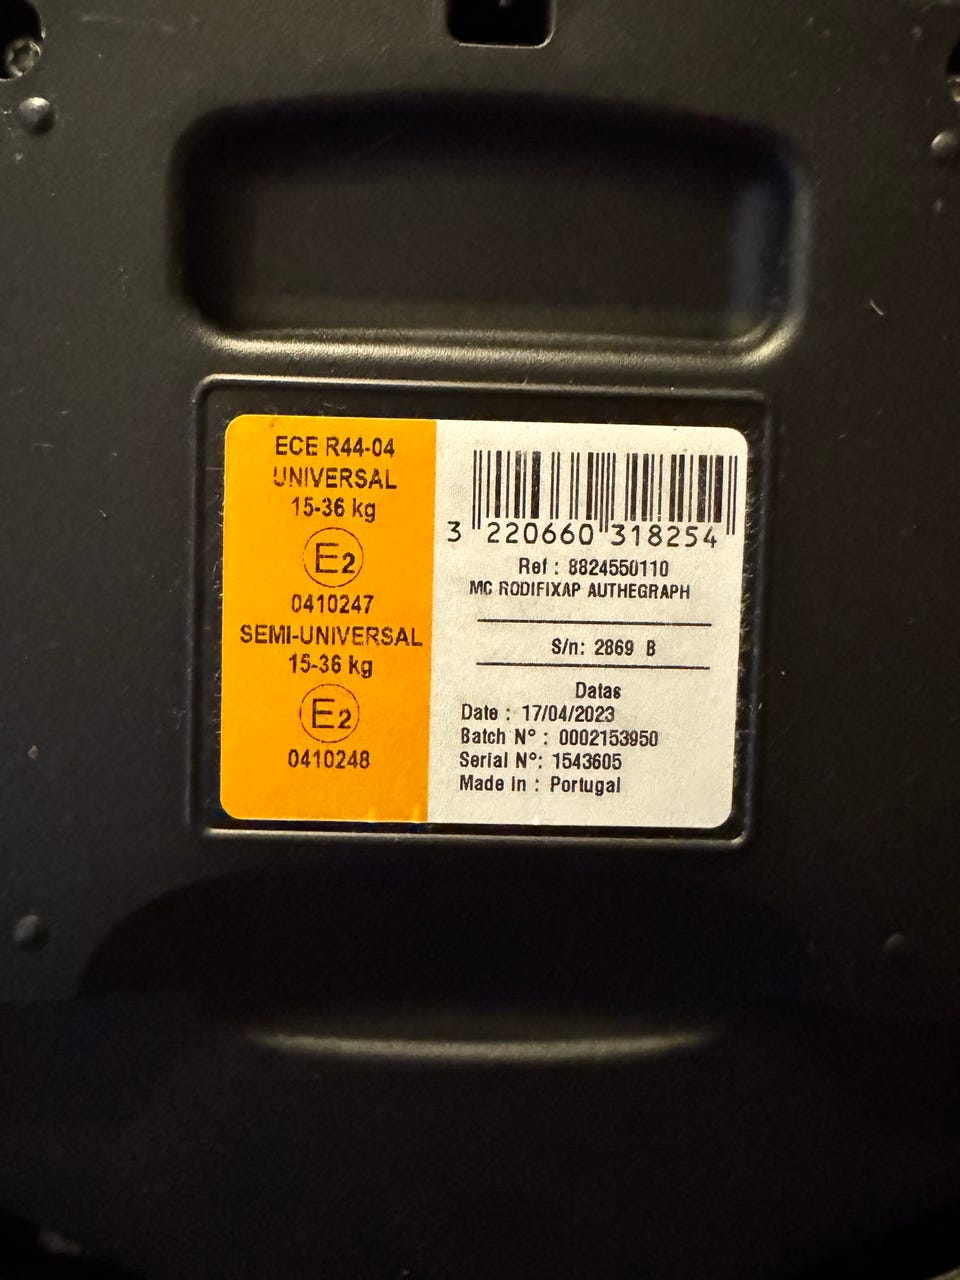 ECE R44-04
UNIVERSAL
15-36 kg
E2
0410247
SEMI-UNIVERSAL
15-36 kg
E2
0410248
3 220660 318254
Ref : 8824550110
MC RODIFIXAP AUTHEGRAPH
S/n: 2869 B
Datas
Date : 17/04/2023
Batch N° : 0002153950
Serial N°: 1543605
Made in : Portugal